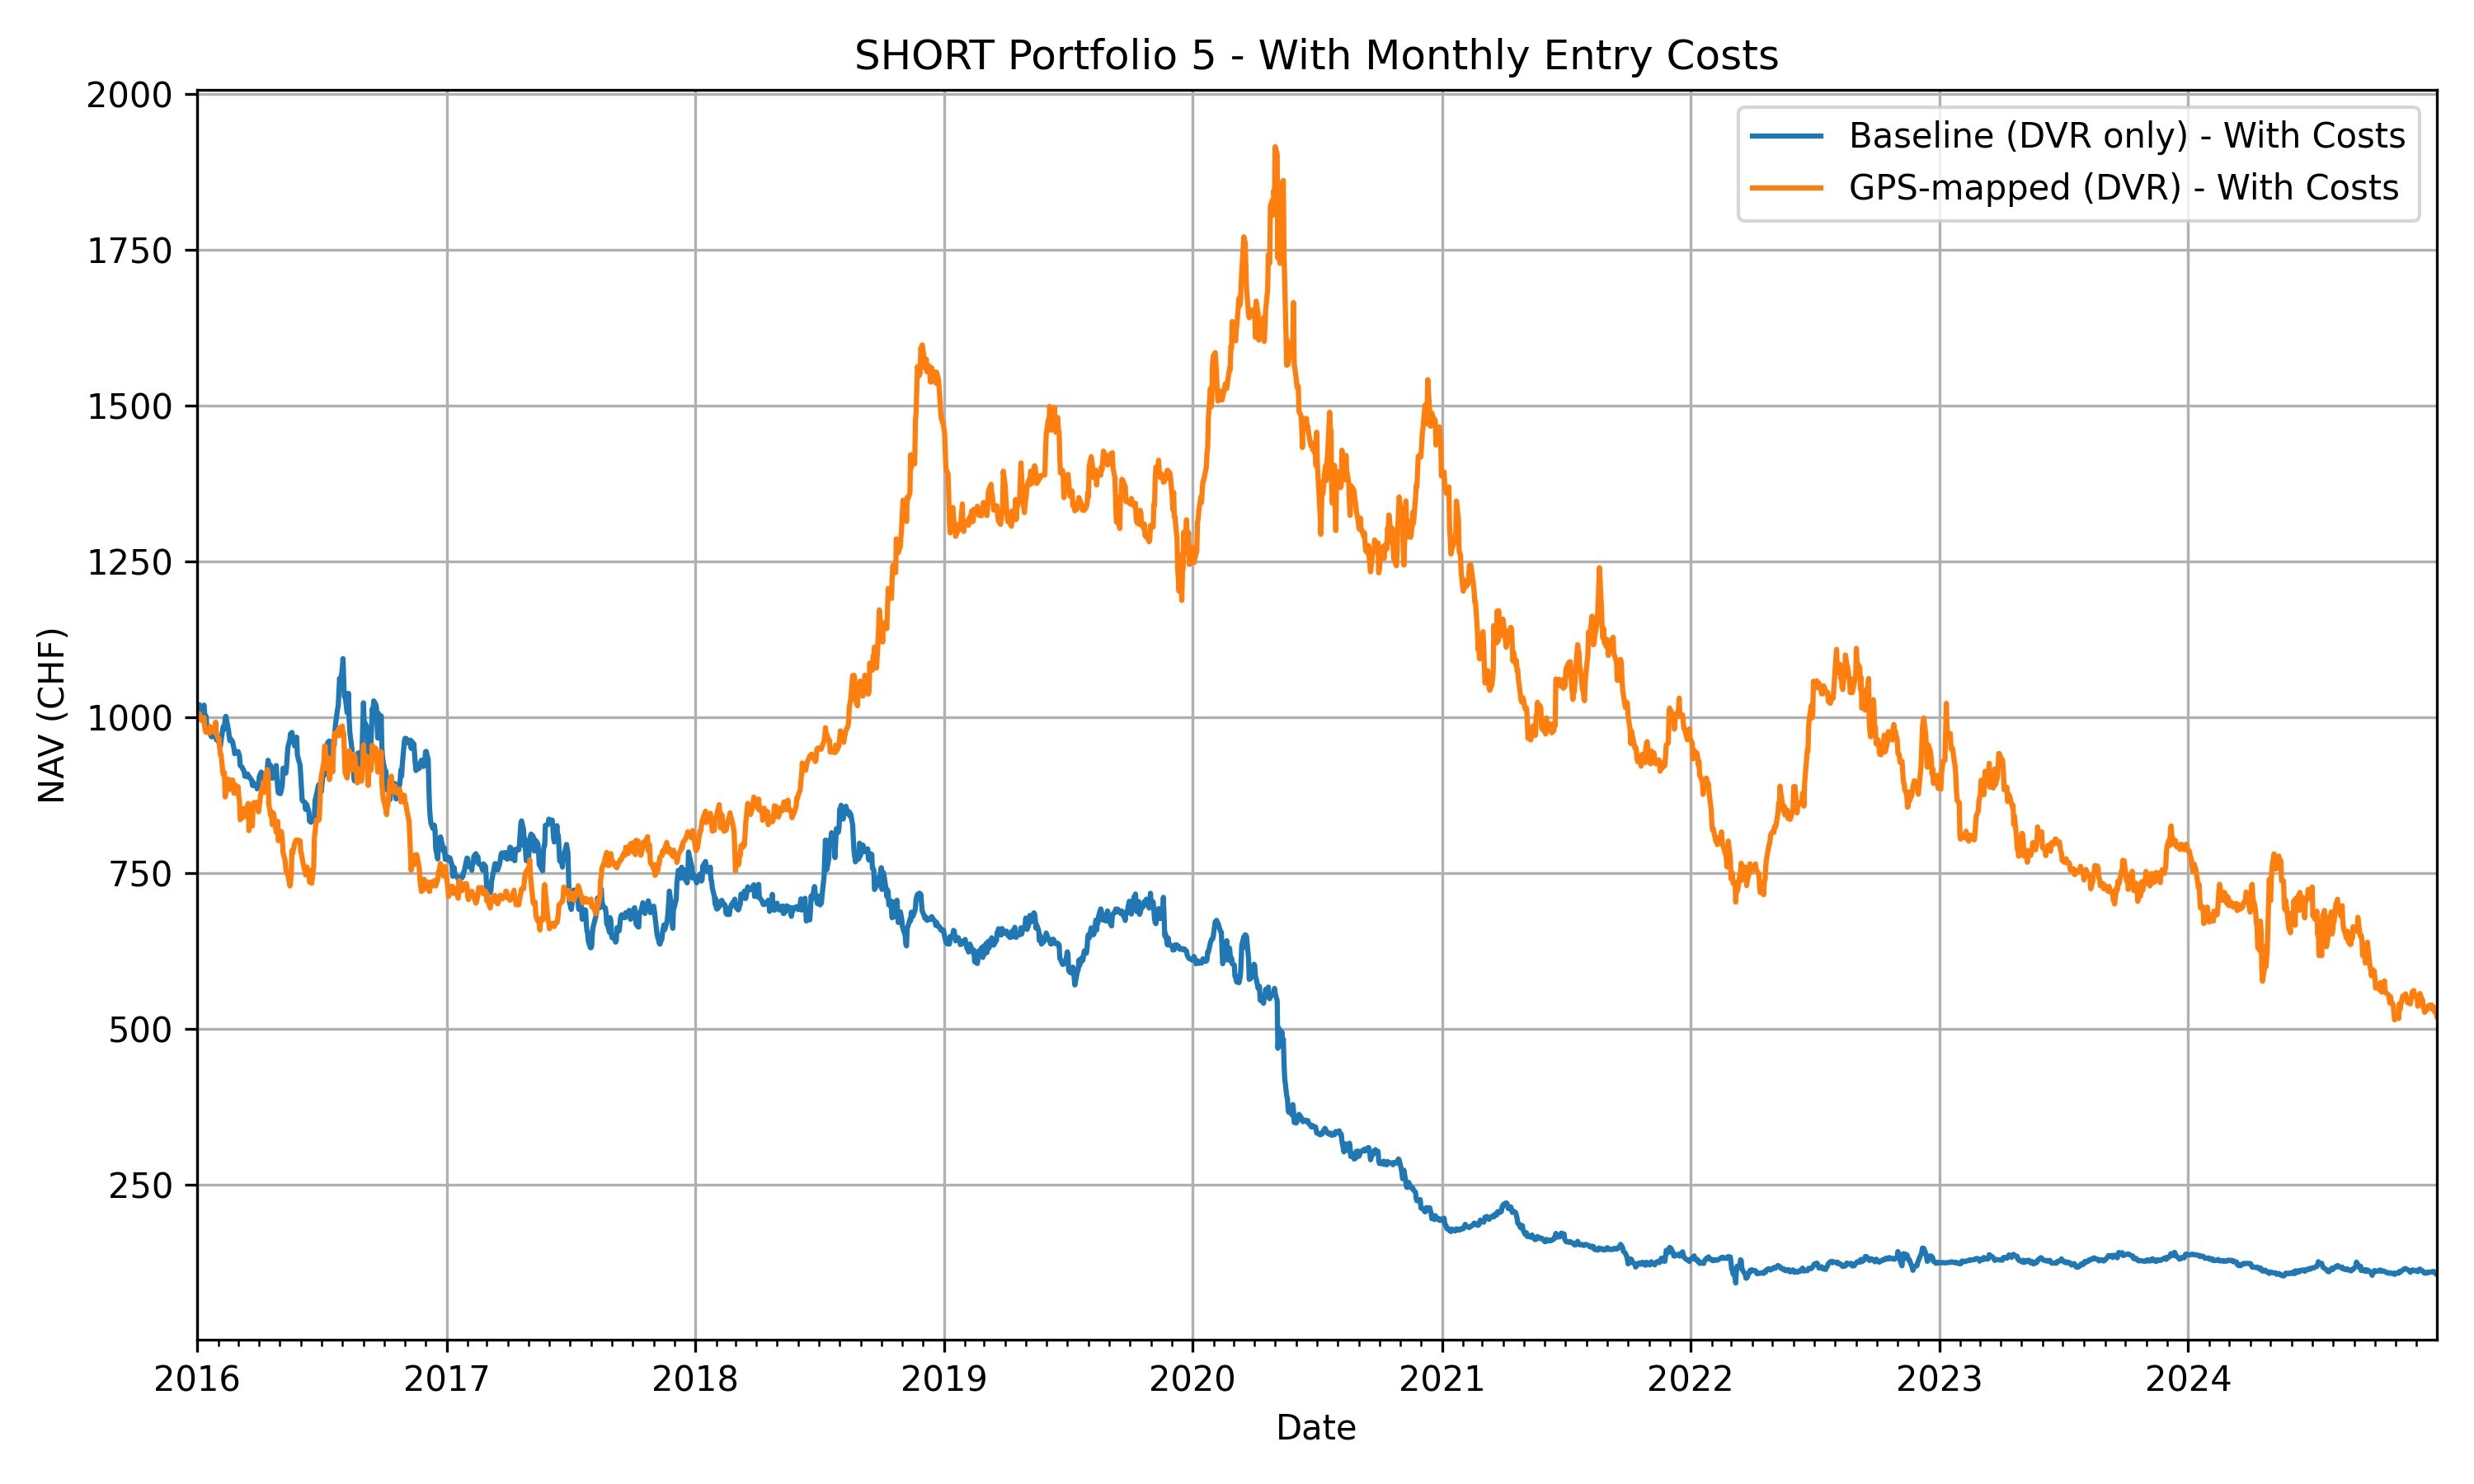 SHORT Portfolio 5 - With Monthly Entry Costs
Baseline (DVR only) - With Costs
GPS-mapped (DVR) - With Costs
NAV (CHF)
2000
1750
1500
1250
1000
750
500
250
2016 2017 2018 2019 2020 2021 2022 2023 2024
Date